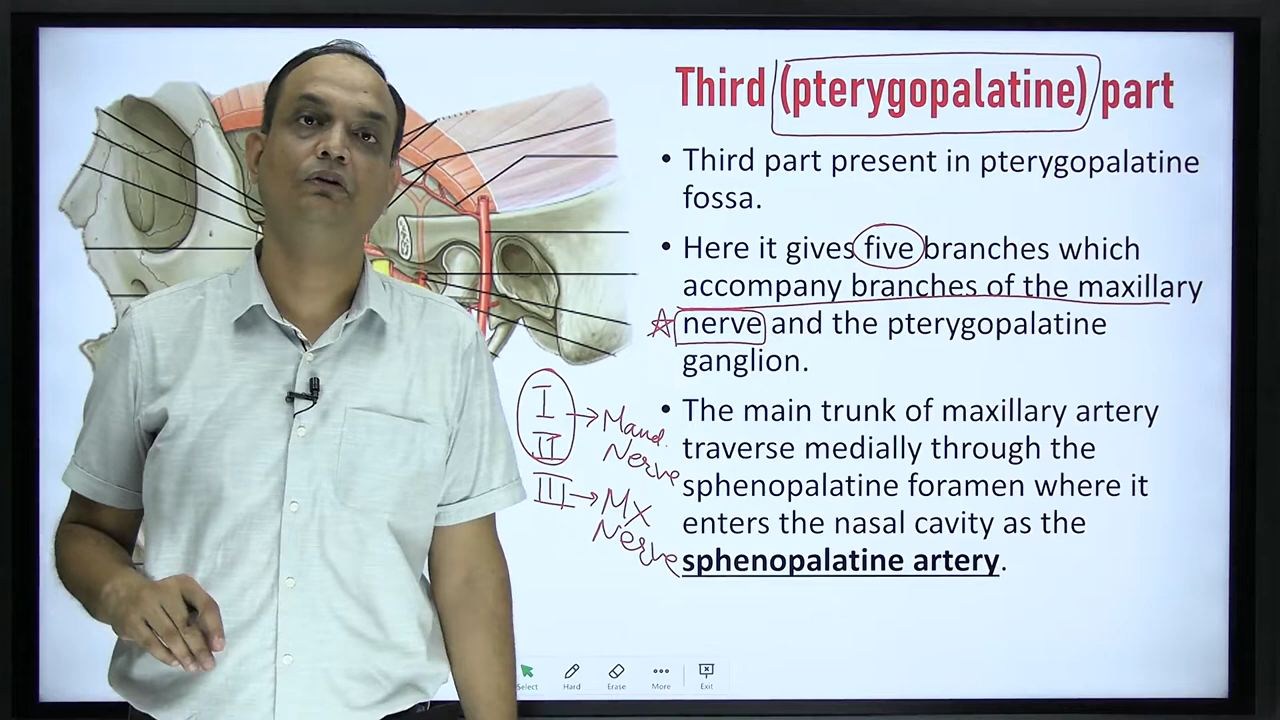 Third (pterygopalatine) part
• Third part present in pterygopalatine
fossa.
• Here it gives five branches which
accompany branches of the maxillary
nerve and the pterygopalatine
ganglion.
• The main trunk of maxillary artery
traverse medially through the
sphenopalatine foramen where it
enters the nasal cavity as the
sphenopalatine artery.
I
II
→ Mand.
Nerve
III → Mx
Nerve
Select
Hard
Erase
More
Exit